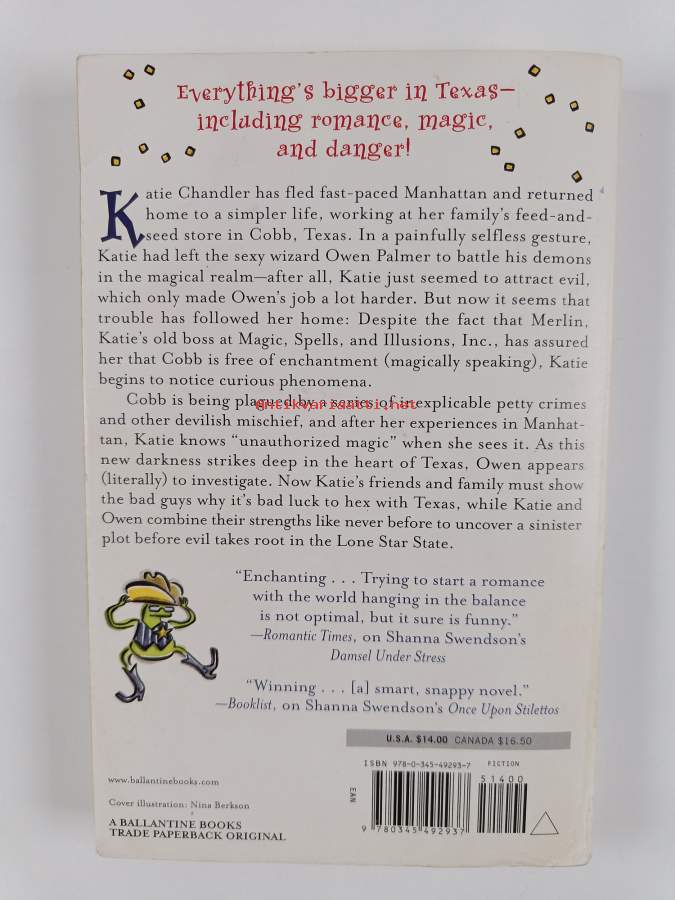 Everything's bigger in Texas—
including romance, magic,
and danger!
Katie Chandler has fled fast-paced Manhattan and returned
home to a simpler life, working at her family's feed-and-
seed store in Cobb, Texas. In a painfully selfless gesture,
Katie had left the sexy wizard Owen Palmer to battle his demons
in the magical realm—after all, Katie just seemed to attract evil,
which only made Owen's job a lot harder. But now it seems that
trouble has followed her home: Despite the fact that Merlin,
Katie's old boss at Magic, Spells, and Illusions, Inc., has assured
her that Cobb is free of enchantment (magically speaking), Katie
begins to notice curious phenomena.
Cobb is being plagued by a series of inexplicable petty crimes
antikvariaatti.net
and other devilish mischief, and after her experiences in Manhat-
tan, Katie knows "unauthorized magic" when she sees it. As this
new darkness strikes deep in the heart of Texas, Owen appears
(literally) to investigate. Now Katie's friends and family must show
the bad guys why it's bad luck to hex with Texas, while Katie and
Owen combine their strengths like never before to uncover a sinister
plot before evil takes root in the Lone Star State.
"Enchanting . . . Trying to start a romance
with the world hanging in the balance
is not optimal, but it sure is funny."
—Romantic Times, on Shanna Swendson's
Damsel Under Stress
"Winning . . . [a] smart, snappy novel."
—Booklist, on Shanna Swendson's Once Upon Stilettos
U.S.A. $14.00 CANADA $16.50
ISBN 978-0-345-49293-7 FICTION
51400
EAN
9 780345 492937
www.ballantinebooks.com
Cover illustration: Nina Berkson
A BALLANTINE BOOKS
TRADE PAPERBACK ORIGINAL